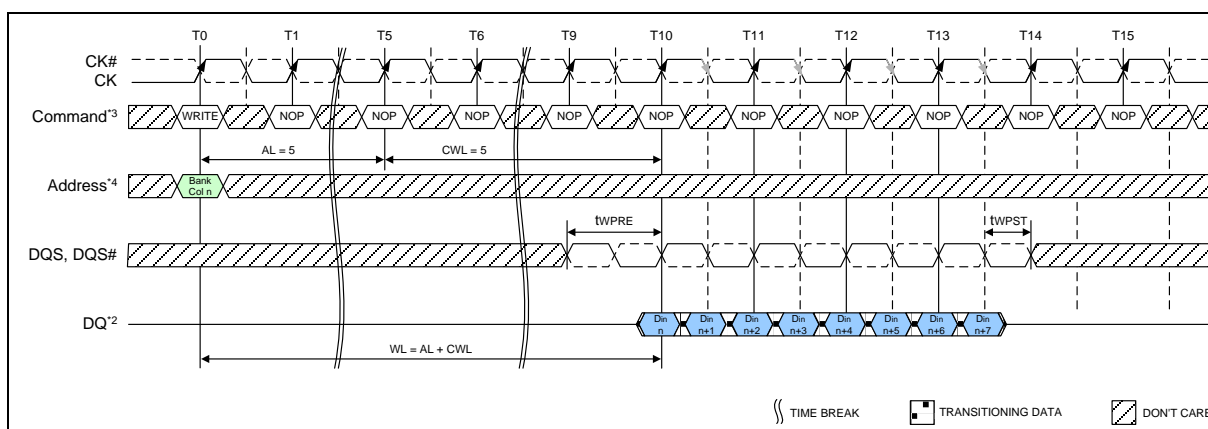 T0 T1 T5 T6 T9 T10 T11 T12 T13 T14 T15
CK#
CK
Command*3 WRITE NOP NOP NOP NOP NOP NOP NOP NOP NOP NOP
AL = 5 CWL = 5
Address*4 Bank
Col n
tWPRE tWPST
DQS, DQS#
DQ*2 Din Din Din Din Din Din Din Din
n n+1 n+2 n+3 n+4 n+5 n+6 n+7
WL = AL + CWL
TIME BREAK TRANSITIONING DATA DON'T CARE